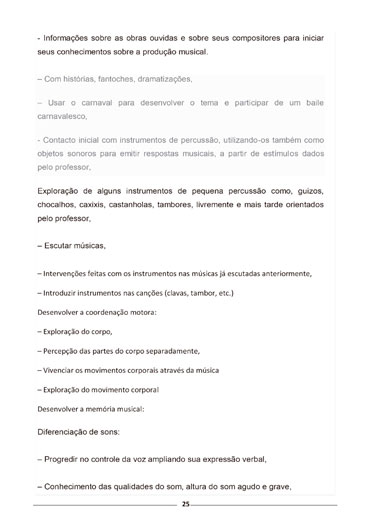 - Informações sobre as obras ouvidas e sobre seus compositores para iniciar
seus conhecimentos sobre a produção musical.
– Com histórias, fantoches, dramatizações,
– Usar o carnaval para desenvolver o tema e participar de um baile
carnavalesco,
- Contacto inicial com instrumentos de percussão, utilizando-os também como
objetos sonoros para emitir respostas musicais, a partir de estímulos dados
pelo professor,
Exploração de alguns instrumentos de pequena percussão como, guizos,
chocalhos, caxixis, castanholas, tambores, livremente e mais tarde orientados
pelo professor,
– Escutar músicas,
– Intervenções feitas com os instrumentos nas músicas já escutadas anteriormente,
– Introduzir instrumentos nas canções (clavas, tambor, etc.)
Desenvolver a coordenação motora:
– Exploração do corpo,
– Percepção das partes do corpo separadamente,
– Vivenciar os movimentos corporais através da música
– Exploração do movimento corporal
Desenvolver a memória musical:
Diferenciação de sons:
– Progredir no controle da voz ampliando sua expressão verbal,
– Conhecimento das qualidades do som, altura do som agudo e grave,
25